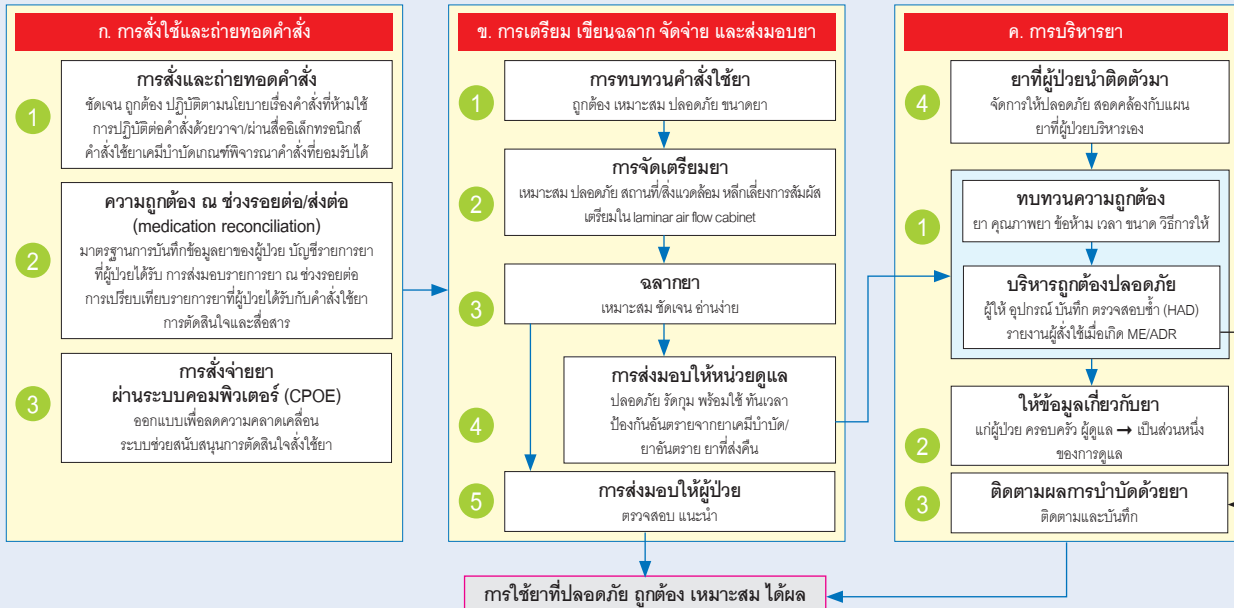 ก. การสั่งใช้และถ่ายทอดคำสั่ง
1
การสั่งและถ่ายทอดคำสั่ง
ชัดเจน ถูกต้อง ปฏิบัติตามนโยบายเรื่องคำสั่งที่ห้ามใช้
การปฏิบัติต่อคำสั่งด้วยวาจา/ผ่านสื่ออิเล็กทรอนิกส์
คำสั่งใช้ยาเคมีบำบัดเกณฑ์พิจารณาคำสั่งที่ยอมรับได้
2
ความถูกต้อง ณ ช่วงรอยต่อ/ส่งต่อ
(medication reconciliation)
มาตรฐานการบันทึกข้อมูลยาของผู้ป่วย บัญชีรายการยา
ที่ผู้ป่วยได้รับ การส่งมอบรายการยา ณ ช่วงรอยต่อ
การเปรียบเทียบรายการยาที่ผู้ป่วยได้รับกับคำสั่งใช้ยา
การตัดสินใจและสื่อสาร
3
การสั่งจ่ายยา
ผ่านระบบคอมพิวเตอร์ (CPOE)
ออกแบบเพื่อลดความคลาดเคลื่อน
ระบบช่วยสนับสนุนการตัดสินใจสั่งใช้ยา
ข. การเตรียม เขียนฉลาก จัดจ่าย และส่งมอบยา
1
การทบทวนคำสั่งใช้ยา
ถูกต้อง เหมาะสม ปลอดภัย ขนาดยา
2
การจัดเตรียมยา
เหมาะสม ปลอดภัย สถานที่/สิ่งแวดล้อม หลีกเลี่ยงการสัมผัส
เตรียมใน laminar air flow cabinet
3
ฉลากยา
เหมาะสม ชัดเจน อ่านง่าย
4
การส่งมอบให้หน่วยดูแล
ปลอดภัย รัดกุม พร้อมใช้ ทันเวลา
ป้องกันอันตรายจากยาเคมีบำบัด/
ยาอันตราย ยาที่ส่งคืน
5
การส่งมอบให้ผู้ป่วย
ตรวจสอบ แนะนำ
ค. การบริหารยา
4
ยาที่ผู้ป่วยนำติดตัวมา
จัดการให้ปลอดภัย สอดคล้องกับแผน
ยาที่ผู้ป่วยบริหารเอง
1
ทบทวนความถูกต้อง
ยา คุณภาพยา ข้อห้าม เวลา ขนาด วิธีการให้
บริหารถูกต้องปลอดภัย
ผู้ให้ อุปกรณ์ บันทึก ตรวจสอบซ้ำ (HAD)
รายงานผู้สั่งใช้เมื่อเกิด ME/ADR
2
ให้ข้อมูลเกี่ยวกับยา
แก่ผู้ป่วย ครอบครัว ผู้ดูแล → เป็นส่วนหนึ่ง
ของการดูแล
3
ติดตามผลการบำบัดด้วยยา
ติดตามและบันทึก
การใช้ยาที่ปลอดภัย ถูกต้อง เหมาะสม ได้ผล